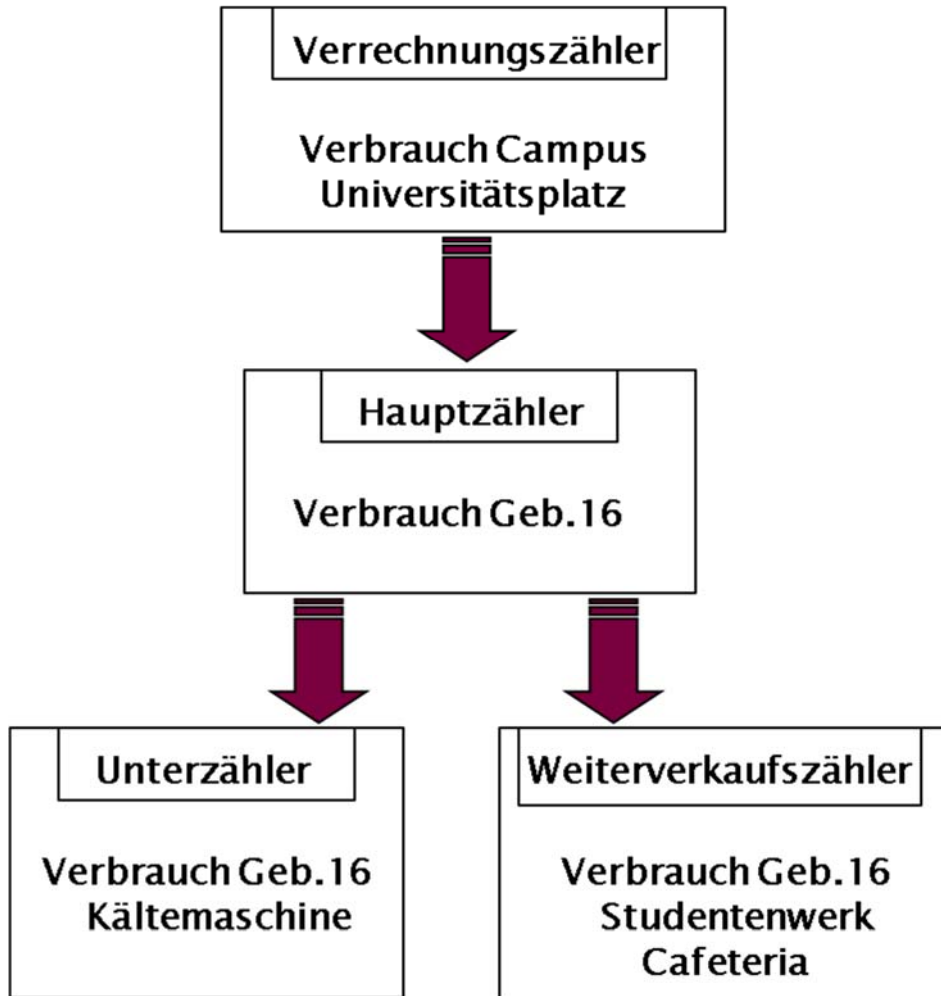 Verrechnungszähler
Verbrauch Campus
Universitätsplatz
Hauptzähler
Verbrauch Geb.16
Unterzähler
Verbrauch Geb.16
Kältemaschine
Weiterverkaufszähler
Verbrauch Geb.16
Studentenwerk
Cafeteria